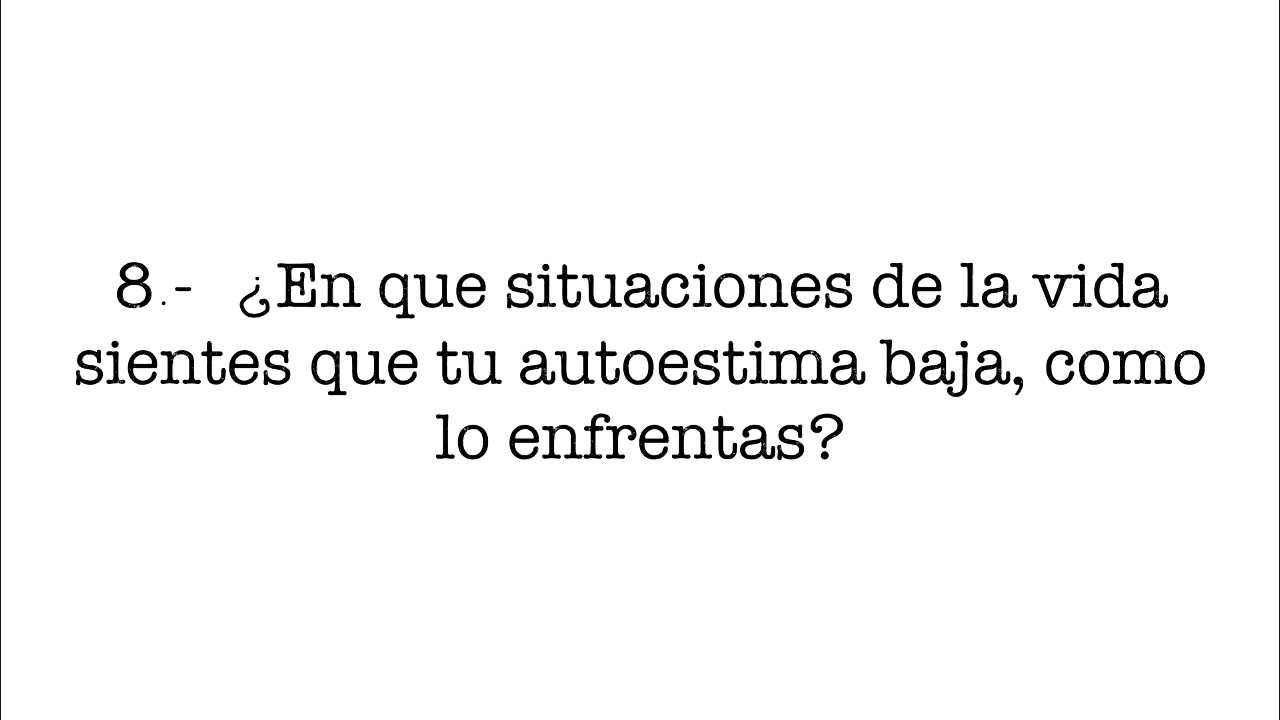 8.- ¿En que situaciones de la vida
sientes que tu autoestima baja, como
lo enfrentas?